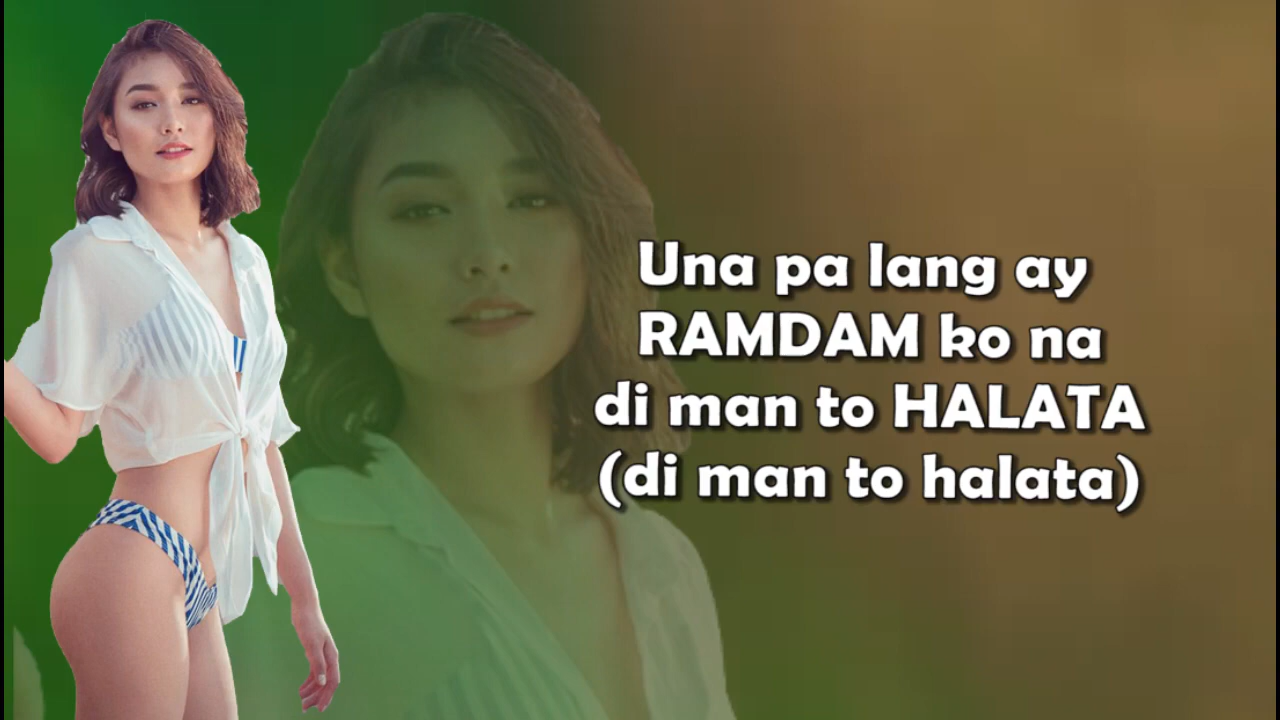 Una pa lang ay
RAMDAM ko na
di man to HALATA
(di man to halata)